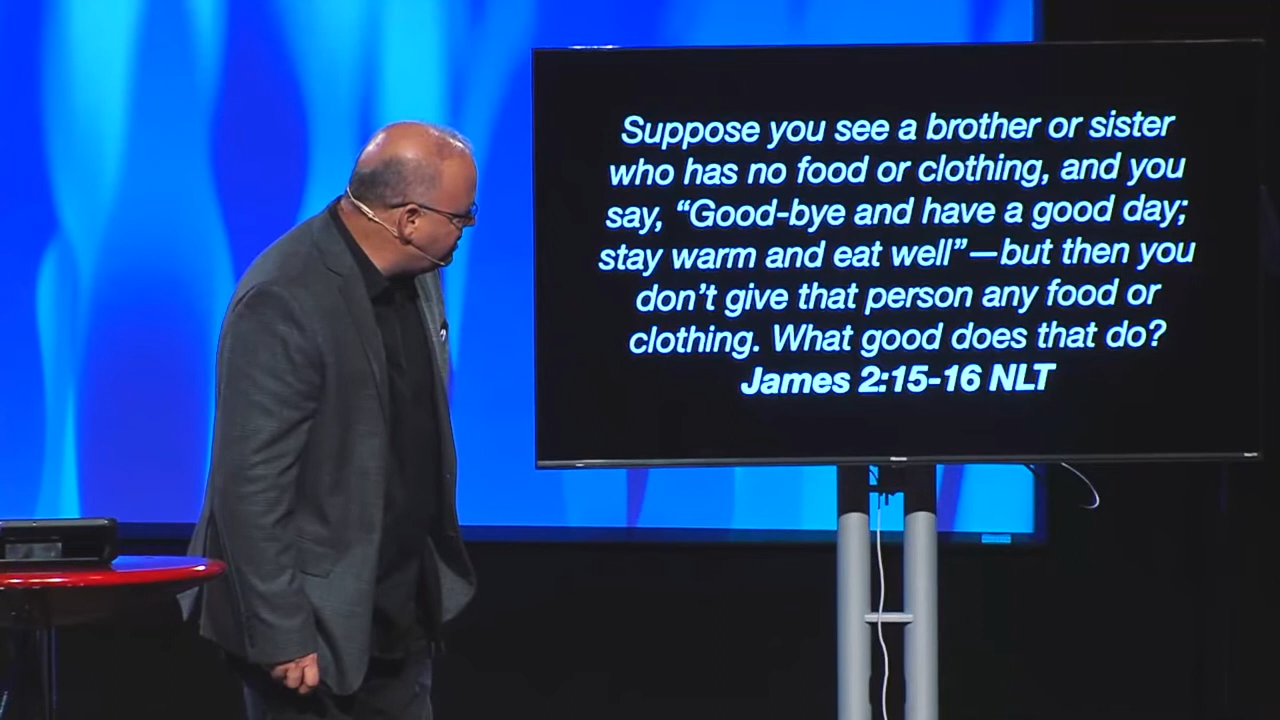 Suppose you see a brother or sister
who has no food or clothing, and you
say, “Good-bye and have a good day;
stay warm and eat well”—but then you
don’t give that person any food or
clothing. What good does that do?
James 2:15-16 NLT